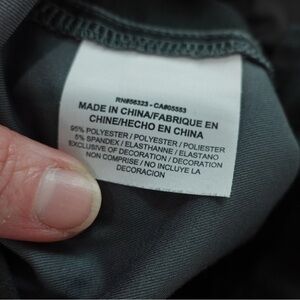 RN#56323 - CA#05553
MADE IN CHINA/FABRIQUE EN
CHINE/HECHO EN CHINA
95% POLYESTER / POLYESTER / POLIESTER
5% SPANDEX / ELASTHANNE / ELASTANO
EXCLUSIVE OF DECORATION / DECORATION
NON COMPRISE / NO INCLUYE LA
DECORACION